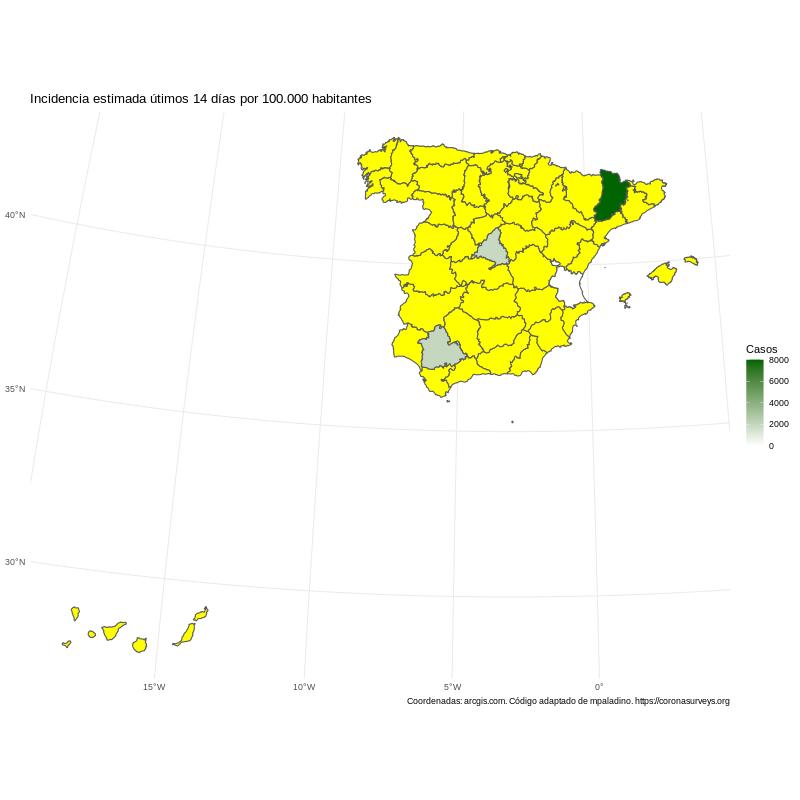 Incidencia estimada útimos 14 días por 100.000 habitantes
40°N
35°N
30°N
15°W
10°W
5°W
0°
Casos
8000
6000
4000
2000
0
Coordenadas: arcgis.com. Código adaptado de mpaladino. https://coronasurveys.org